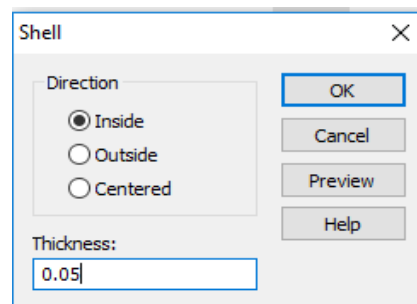 Shell
Direction
Inside
Outside
Centered
Thickness:
0.05
OK
Cancel
Preview
Help